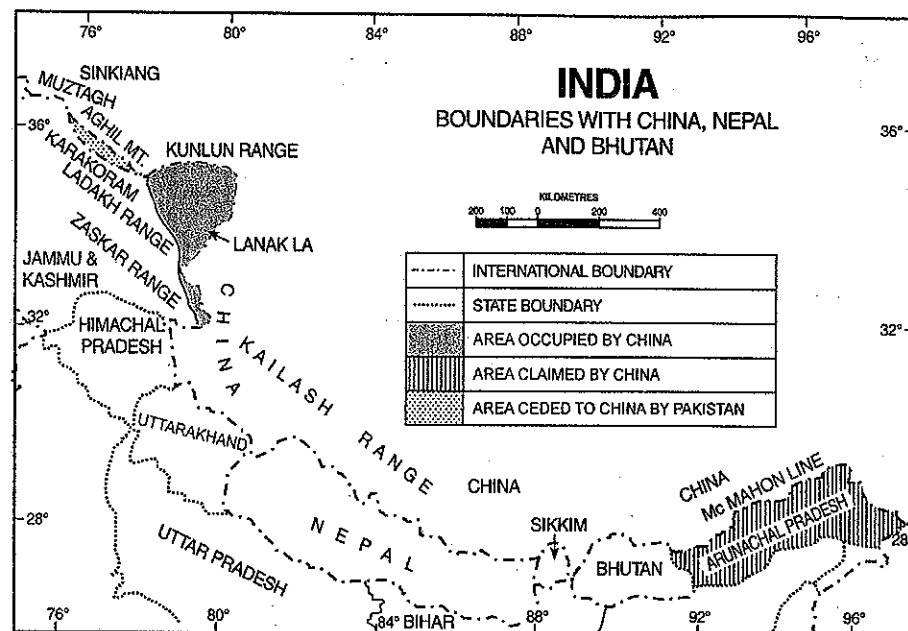 76°
80°
84°
88°
92°
96°
SINKIANG
MUZTAGH
AGHIL MT.
36°
KARAKORAM
LADAKH RANGE
ZASKAR RANGE
KUNLUN RANGE
LANAK LA
INDIA
BOUNDARIES WITH CHINA, NEPAL
AND BHUTAN
36°
KILOMETRES
200 100 0 200 400
INTERNATIONAL BOUNDARY
STATE BOUNDARY
AREA OCCUPIED BY CHINA
AREA CLAIMED BY CHINA
AREA CEDED TO CHINA BY PAKISTAN
JAMMU &
KASHMIR
32°
HIMACHAL
PRADESH
CHINA
KAILASH RANGE
32°
UTTARAKHAND
CHINA
CHINA
Mc MAHON LINE
ARUNACHAL PRADESH
28°
28
UTTAR PRADESH
NEPAL
SIKKIM
BHUTAN
76°
80°
84°
BIHAR
88°
92°
96°